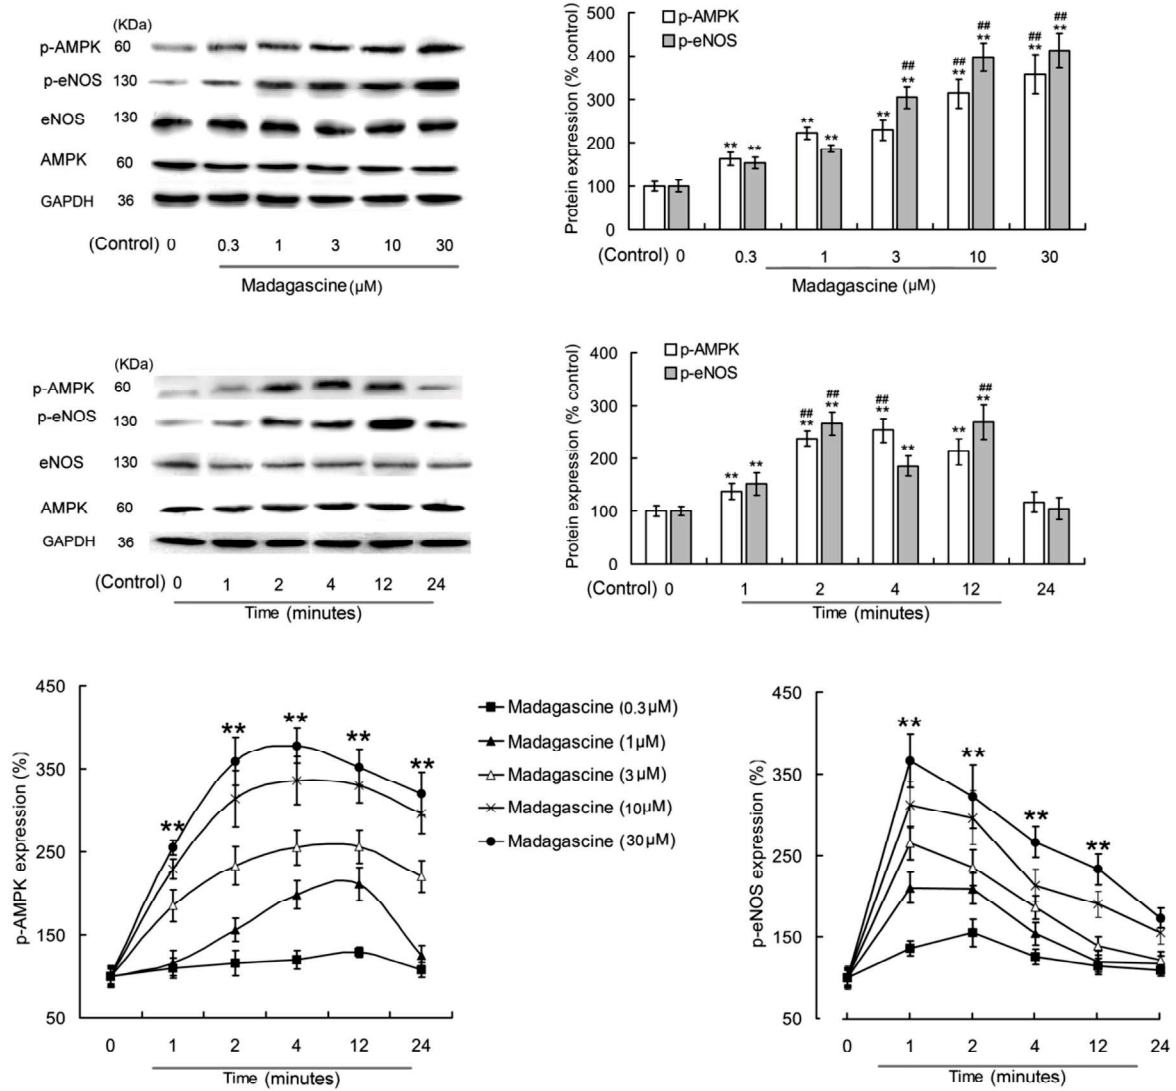 (KDa)
p-AMPK 60
p-eNOS 130
eNOS 130
AMPK 60
GAPDH 36
(Control) 0 0.3 1 3 10 30
Madagascine (µM)
Protein expression (% control)
500
400
300
200
100
0
p-AMPK
p-eNOS
** ** ** ** ** ## ** ## ** ## ** ## ** ## **
(Control) 0 0.3 1 3 10 30
Madagascine (µM)
(KDa)
p-AMPK 60
p-eNOS 130
eNOS 130
AMPK 60
GAPDH 36
(Control) 0 1 2 4 12 24
Time (minutes)
Protein expression (% control)
400
300
200
100
0
p-AMPK
p-eNOS
** ** ## ** ## ** ## ** ** ** ## **
(Control) 0 1 2 4 12 24
Time (minutes)
p-AMPK expression (%)
450
350
250
150
50
** ** ** ** **
0 1 2 4 12 24
Time (minutes)
Madagascine (0.3µM)
Madagascine (1µM)
Madagascine (3µM)
Madagascine (10µM)
Madagascine (30µM)
p-eNOS expression (%)
450
350
250
150
50
** ** ** **
0 1 2 4 12 24
Time (minutes)